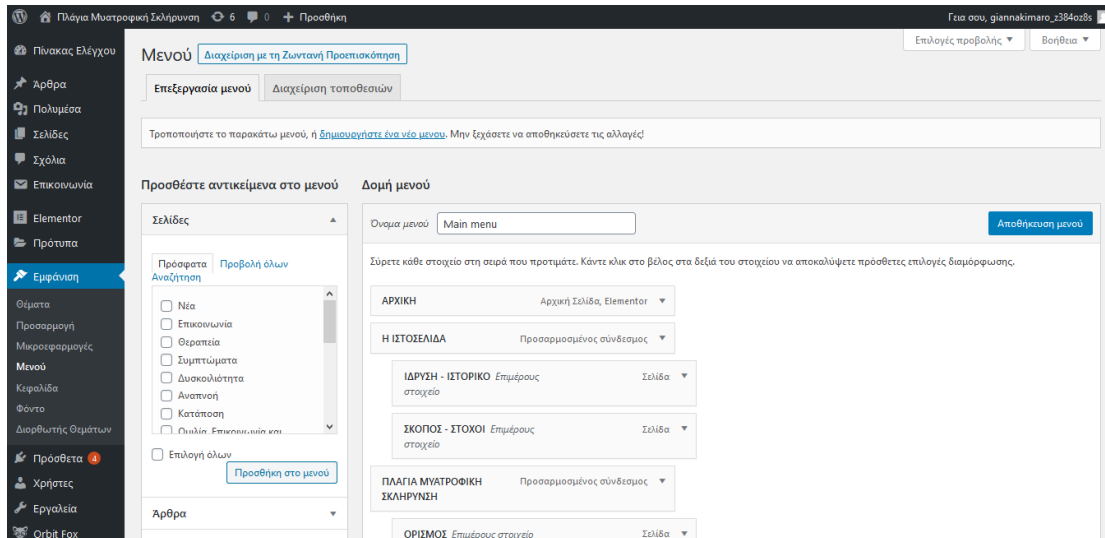 Πλάγια Μυατροφική Σκλήρυνση 6 0 + Προσθήκη
Γεια σου, giannakimaro_z384oz8s
Πίνακας Ελέγχου
Άρθρα
Πολυμέσα
Σελίδες
Σχόλια
Επικοινωνία
Elementor
Πρότυπα
Εμφάνιση
Θέματα
Προσαρμογή
Μικροεφαρμογές
Μενού
Κεφαλίδα
Φόντο
Διορθωτής Θεμάτων
Πρόσθετα 4
Χρήστες
Εργαλεία
Orbit Fox
Επιλογές προβολής ▼ Βοήθεια ▼
Μενού Διαχείριση με τη Ζωντανή Προεπισκόπηση
Επεξεργασία μενού Διαχείριση τοποθεσιών
Τροποποιήστε το παρακάτω μενού, ή δημιουργήστε ένα νέο μενου. Μην ξεχάσετε να αποθηκεύσετε τις αλλαγές!
Προσθέστε αντικείμενα στο μενού
Σελίδες
Πρόσφατα Προβολή όλων
Αναζήτηση
Νέα
Επικοινωνία
Θεραπεία
Συμπτώματα
Δυσκοιλιότητα
Αναπνοή
Κατάποση
Ομιλία, Επικοινωνία και
Επιλογή όλων
Προσθήκη στο μενού
Άρθρα
Δομή μενού
Όνομα μενού Main menu Αποθήκευση μενού
Σύρετε κάθε στοιχείο στη σειρά που προτιμάτε. Κάντε κλικ στο βέλος στα δεξιά του στοιχείου να αποκαλύψετε πρόσθετες επιλογές διαμόρφωσης.
ΑΡΧΙΚΗ Αρχική Σελίδα, Elementor
Η ΙΣΤΟΣΕΛΙΔΑ Προσαρμοσμένος σύνδεσμος
ΙΔΡΥΣΗ - ΙΣΤΟΡΙΚΟ Επιμέρους Σελίδα
στοιχείο
ΣΚΟΠΟΣ - ΣΤΟΧΟΙ Επιμέρους Σελίδα
στοιχείο
ΠΛΑΓΙΑ ΜΥΑΤΡΟΦΙΚΗ Προσαρμοσμένος σύνδεσμος
ΣΚΛΗΡΥΝΣΗ
ΟΡΙΣΜΟΣ Επιμέρους στοιχείο Σελίδα